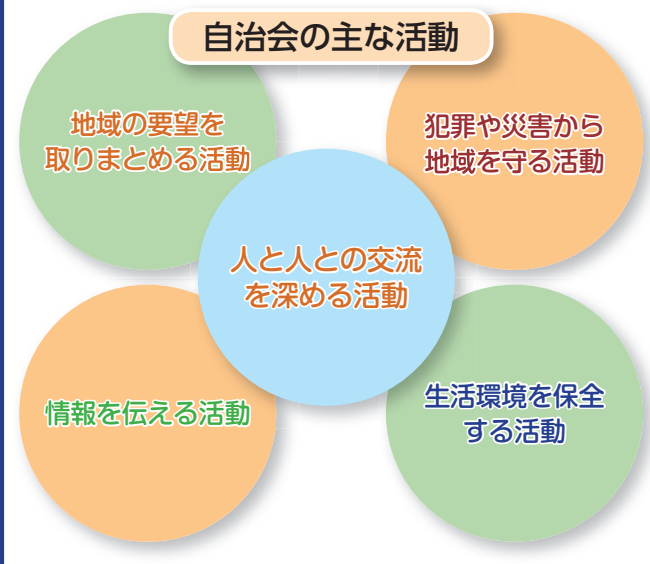 自治会の主な活動
地域の要望を
取りまとめる活動
犯罪や災害から
地域を守る活動
人と人との交流
を深める活動
情報を伝える活動
生活環境を保全
する活動